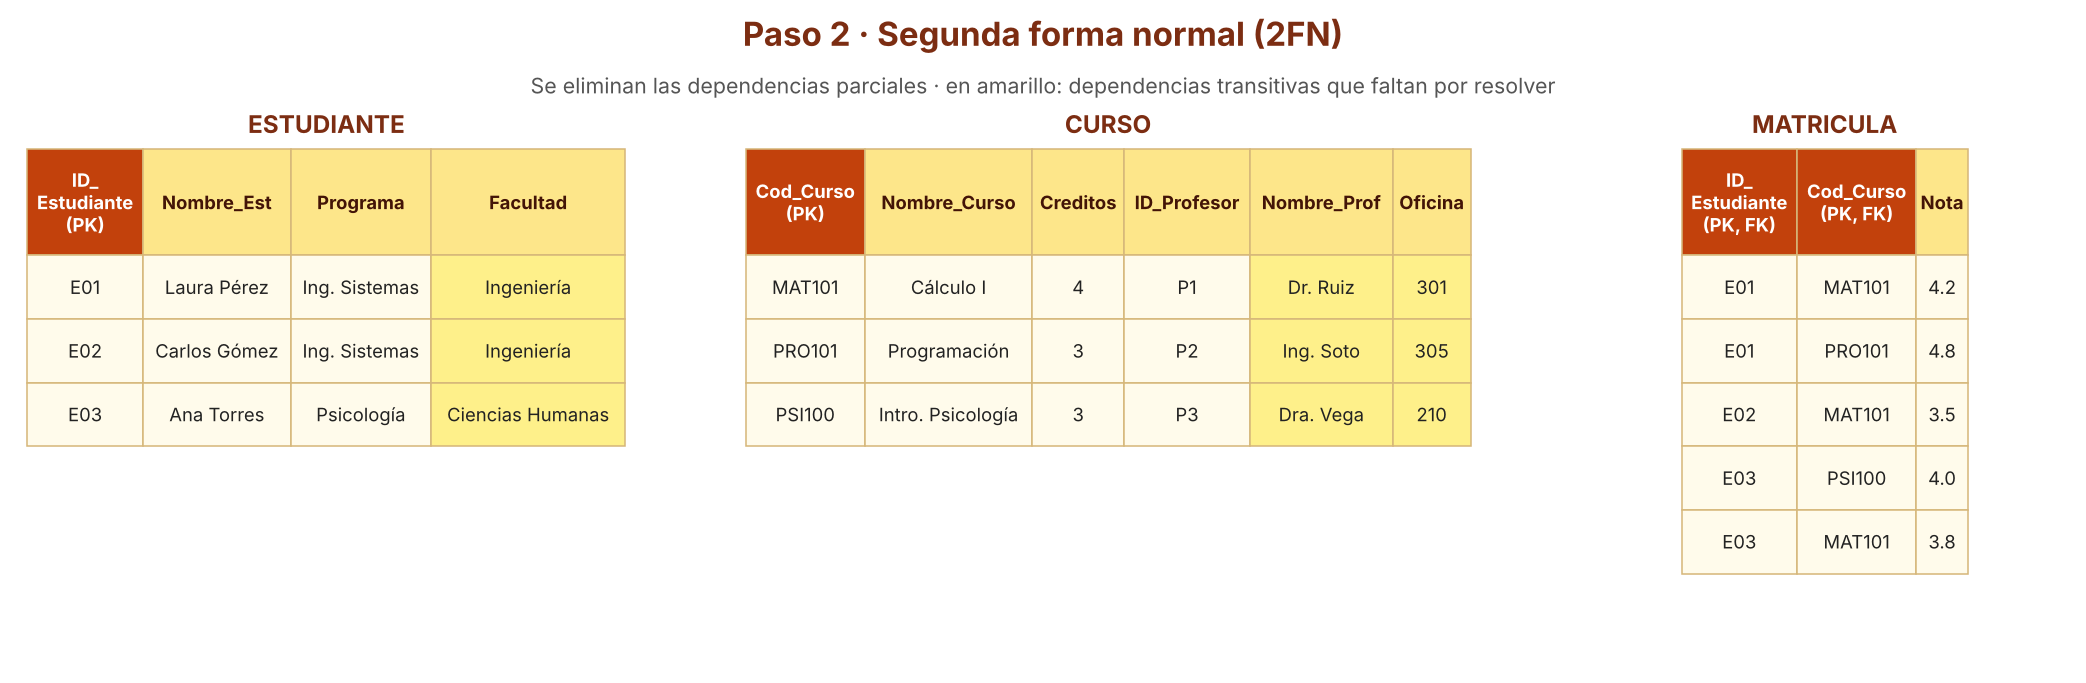 Paso 2 · Segunda forma normal (2FN)
Se eliminan las dependencias parciales · en amarillo: dependencias transitivas que faltan por resolver
ESTUDIANTE
ID_
Estudiante
(PK)
Nombre_Est
Programa
Facultad
E01
Laura Pérez
Ing. Sistemas
Ingeniería
E02
Carlos Gómez
Ing. Sistemas
Ingeniería
E03
Ana Torres
Psicología
Ciencias Humanas
CURSO
Cod_Curso
(PK)
Nombre_Curso
Creditos
ID_Profesor
Nombre_Prof
Oficina
MAT101
Cálculo I
4
P1
Dr. Ruiz
301
PRO101
Programación
3
P2
Ing. Soto
305
PSI100
Intro. Psicología
3
P3
Dra. Vega
210
MATRICULA
ID_
Estudiante
(PK, FK)
Cod_Curso
(PK, FK)
Nota
E01
MAT101
4.2
E01
PRO101
4.8
E02
MAT101
3.5
E03
PSI100
4.0
E03
MAT101
3.8